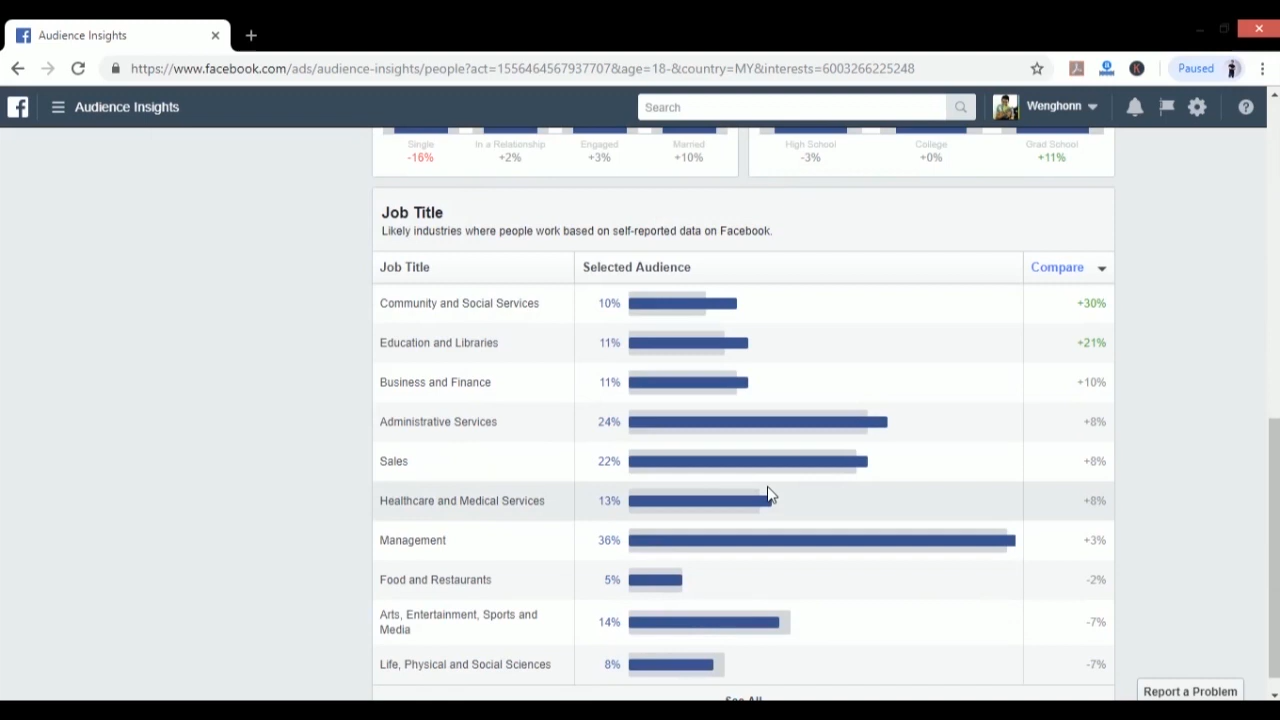 Audience Insights
https://www.facebook.com/ads/audience-insights/people?act=1556464567937707&age=18-&country=MY&interests=6003266225248
Paused
Audience Insights
Search
Wenghonn
Single In a Relationship Engaged Married
-16% +2% +3% +10%
High School College Grad School
-3% +0% +11%
Job Title
Likely industries where people work based on self-reported data on Facebook.
Job Title Selected Audience Compare
Community and Social Services 10% +30%
Education and Libraries 11% +21%
Business and Finance 11% +10%
Administrative Services 24% +8%
Sales 22% +8%
Healthcare and Medical Services 13% +8%
Management 36% +3%
Food and Restaurants 5% -2%
Arts, Entertainment, Sports and
Media 14% -7%
Life, Physical and Social Sciences 8% -7%
See All
Report a Problem